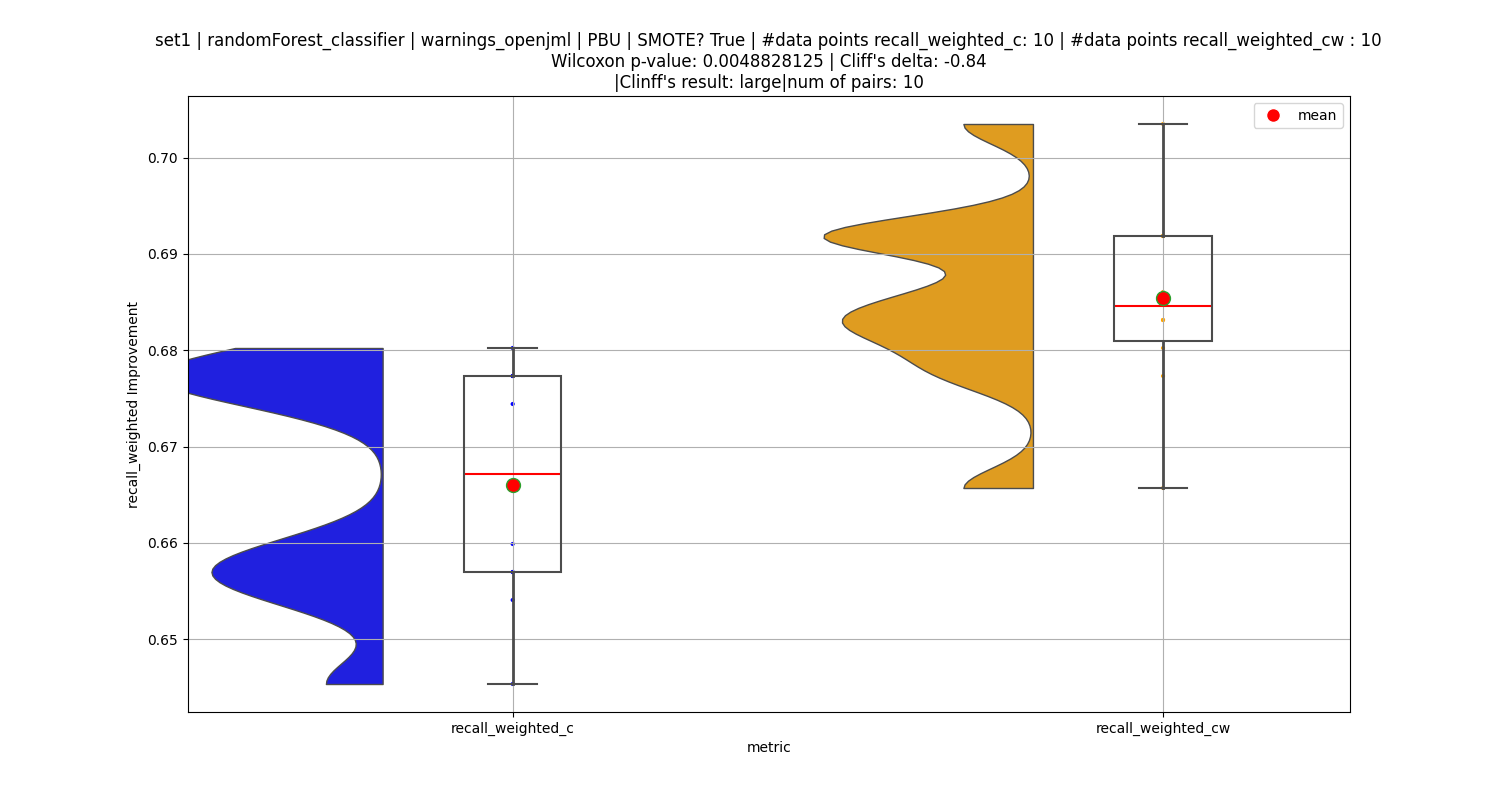 set1 | randomForest_classifier | warnings_openjml | PBU | SMOTE? True | #data points recall_weighted_c: 10 | #data points recall_weighted_cw : 10
Wilcoxon p-value: 0.0048828125 | Cliff's delta: -0.84
|Clinff's result: large|num of pairs: 10
mean
0.70
0.69
0.68
0.67
0.66
0.65
recall_weighted Improvement
recall_weighted_c
recall_weighted_cw
metric